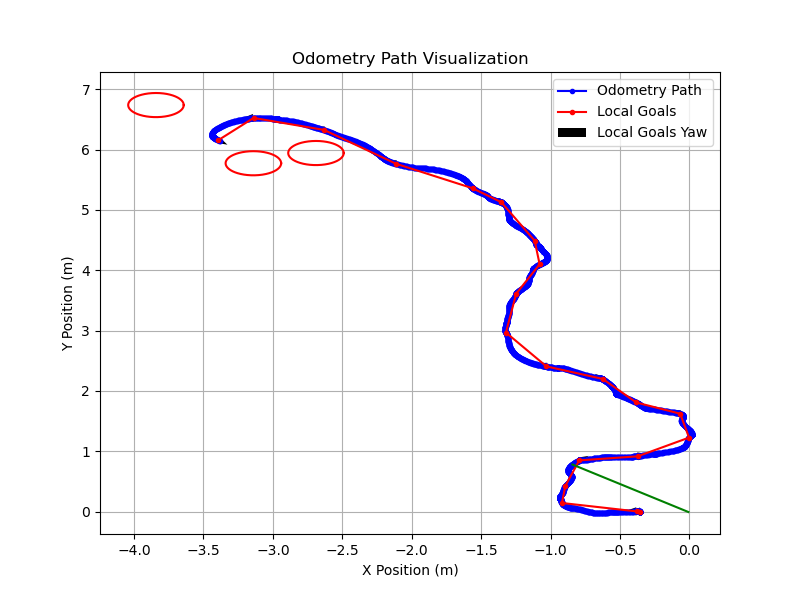 Odometry Path Visualization
Odometry Path
Local Goals
Local Goals Yaw
Y Position (m)
7
6
5
4
3
2
1
0
−4.0 −3.5 −3.0 −2.5 −2.0 −1.5 −1.0 −0.5 0.0
X Position (m)